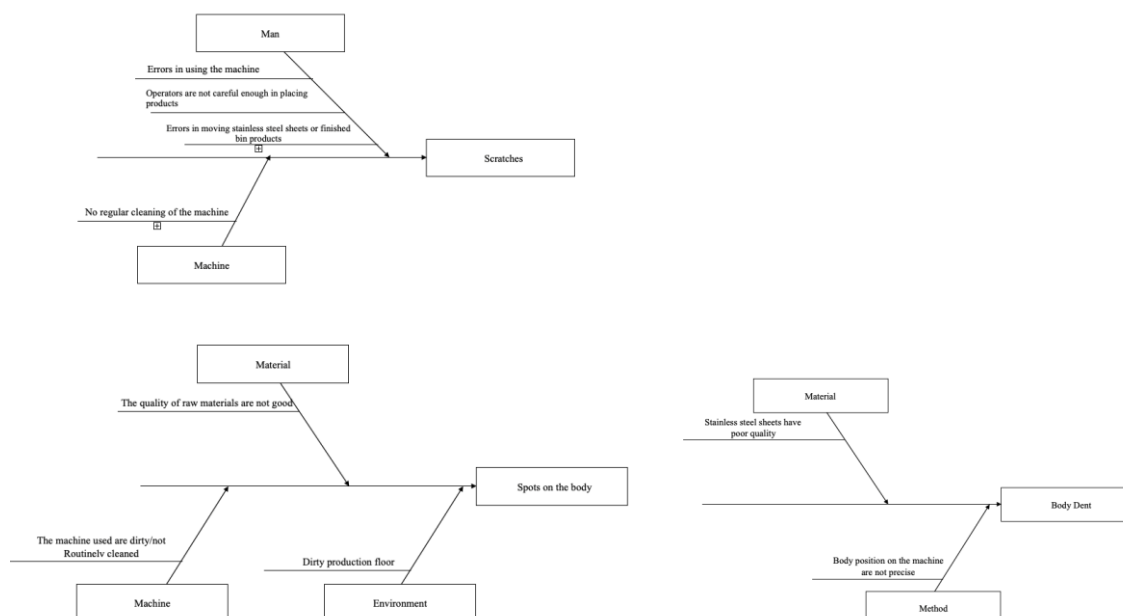 Man
Errors in using the machine
Operators are not careful enough in placing
products
Errors in moving stainless steel sheets or finished
bin products
Scratches
No regular cleaning of the machine
Machine
Material
The quality of raw materials are not good
Spots on the body
The machine used are dirty/not
Routinely cleaned
Dirty production floor
Machine
Environment
Material
Stainless steel sheets have
poor quality
Body Dent
Body position on the machine
are not precise
Method